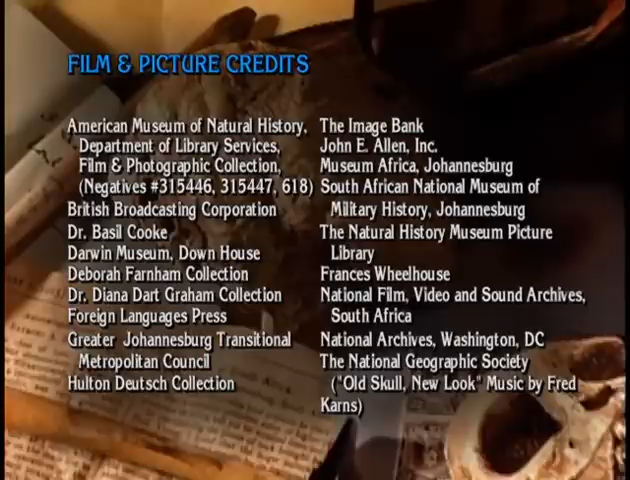 FILM & PICTURE CREDITS
American Museum of Natural History,
Department of Library Services,
Film & Photographic Collection,
(Negatives #315446, 315447, 618)
British Broadcasting Corporation
Dr. Basil Cooke
Darwin Museum, Down House
Deborah Farnham Collection
Dr. Diana Dart Graham Collection
Foreign Languages Press
Greater Johannesburg Transitional
Metropolitan Council
Hulton Deutsch Collection
The Image Bank
John E. Allen, Inc.
Museum Africa, Johannesburg
South African National Museum of
Military History, Johannesburg
The Natural History Museum Picture
Library
Frances Wheelhouse
National Film, Video and Sound Archives,
South Africa
National Archives, Washington, DC
The National Geographic Society
("Old Skull, New Look" Music by Fred
Karns)